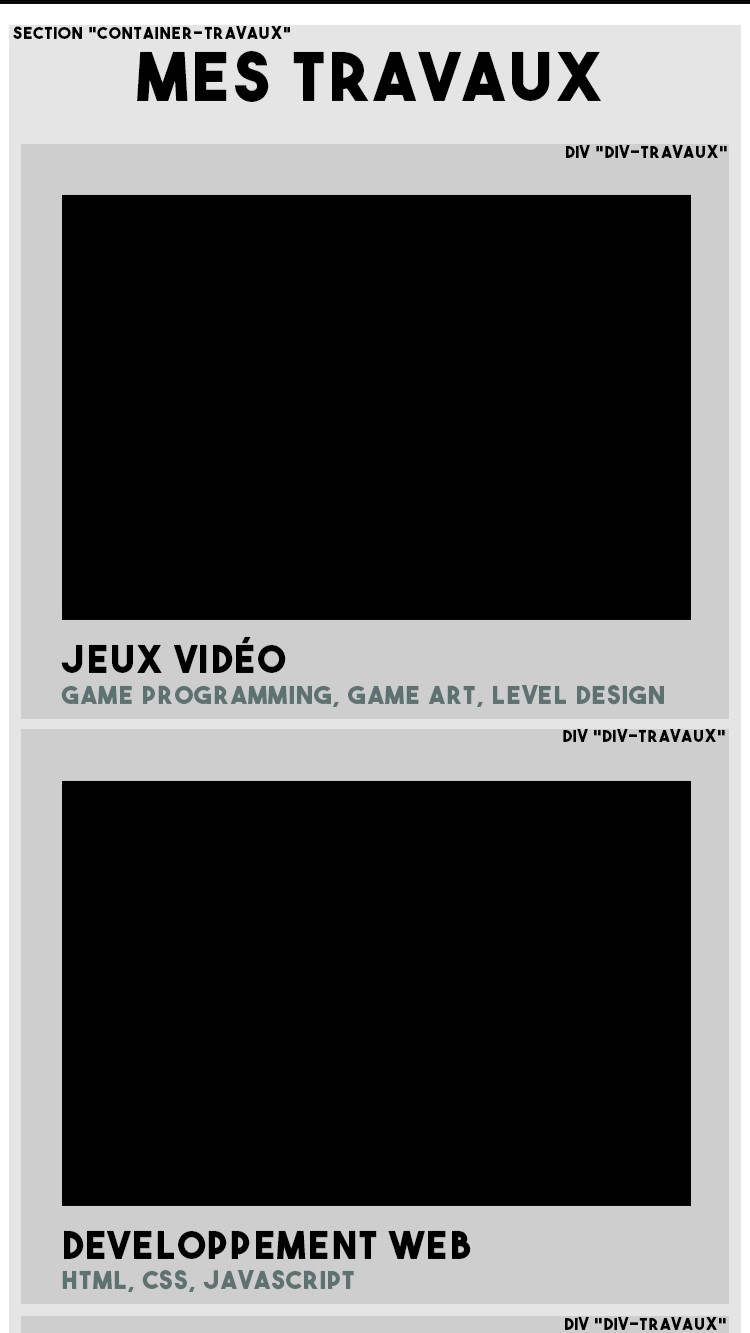 SECTION "CONTAINER-TRAVAUX"
MES TRAVAUX
DIV "DIV-TRAVAUX"
JEUX VIDÉO
GAME PROGRAMMING, GAME ART, LEVEL DESIGN
DIV "DIV-TRAVAUX"
DEVELOPPEMENT WEB
HTML, CSS, JAVASCRIPT
DIV "DIV-TRAVAUX"